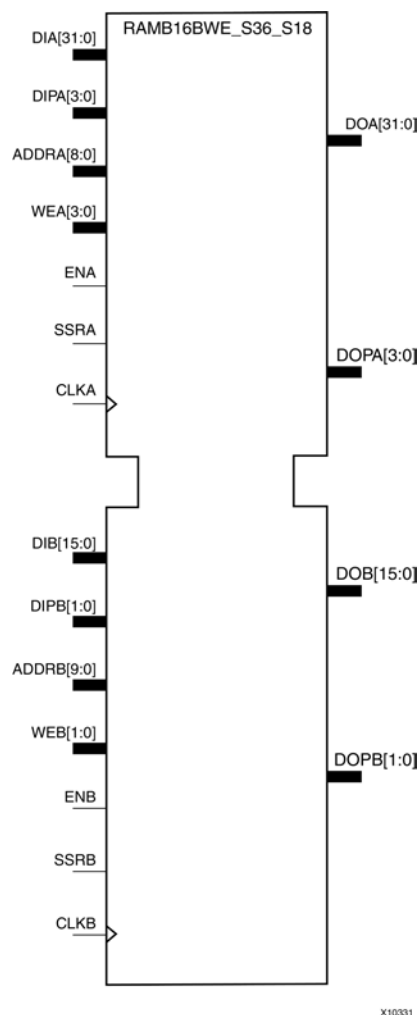 RAMB16BWE_S36_S18
DIA[31:0]
DIPA[3:0]
ADDRA[8:0]
WEA[3:0]
ENA
SSRA
CLKA
DOA[31:0]
DOPA[3:0]
DIB[15:0]
DIPB[1:0]
ADDRB[9:0]
WEB[1:0]
ENB
SSRB
CLKB
DOB[15:0]
DOPB[1:0]
X10331